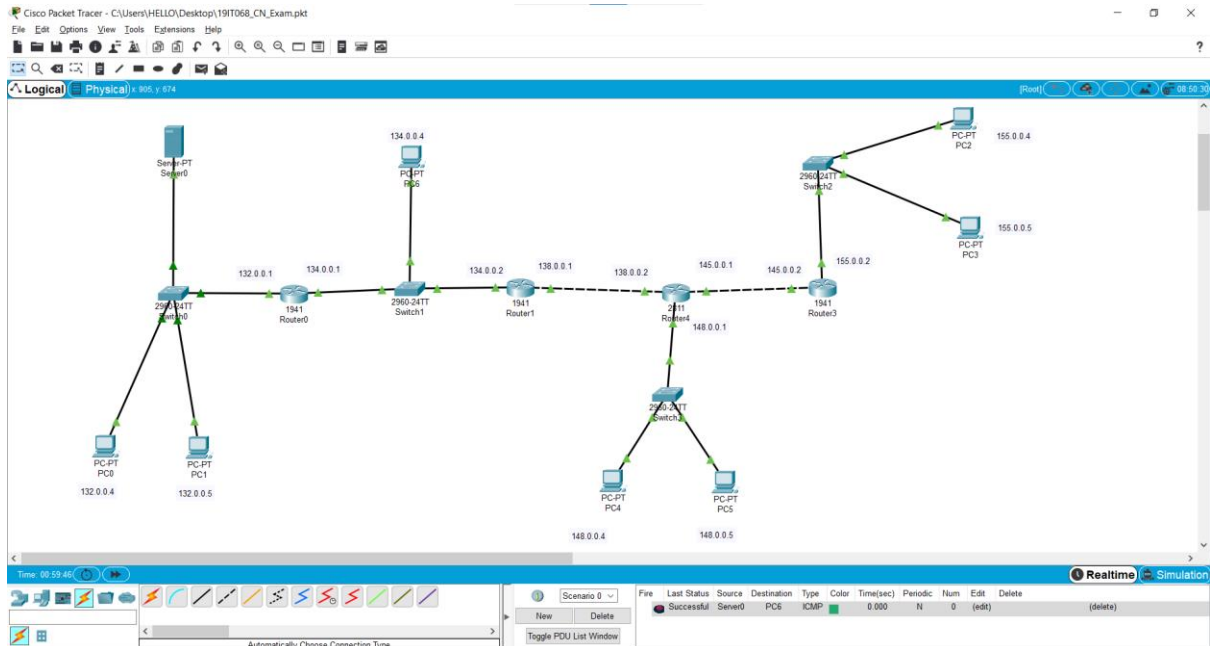 Cisco Packet Tracer - C:\Users\HELLO\Desktop\19IT068_CN_Exam.pkt
File Edit Options View Tools Extensions Help
?
Logical Physical x: 905, y: 674 [Root] 08:50:30
134.0.0.4
PC-PT
PC6
Server-PT
Server0
PC-PT
PC2
155.0.0.4
2960-24TT
Switch2
155.0.0.5
PC-PT
PC3
132.0.0.1 134.0.0.1 134.0.0.2 138.0.0.1 138.0.0.2 145.0.0.1 145.0.0.2 155.0.0.2
2960-24TT
Switch0
1941
Router0
2960-24TT
Switch1
1941
Router1
2811
Router4
1941
Router3
148.0.0.1
2960-24TT
Switch3
PC-PT
PC0
PC-PT
PC1
132.0.0.4 132.0.0.5
PC-PT
PC4
PC-PT
PC5
148.0.0.4 148.0.0.5
Time: 00:59:46 Realtime Simulation
Scenario 0
New Delete
Toggle PDU List Window
Fire Last Status Source Destination Type Color Time(sec) Periodic Num Edit Delete
Successful Server0 PC6 ICMP 0.000 N 0 (edit) (delete)
Automatically Choose Connection Type